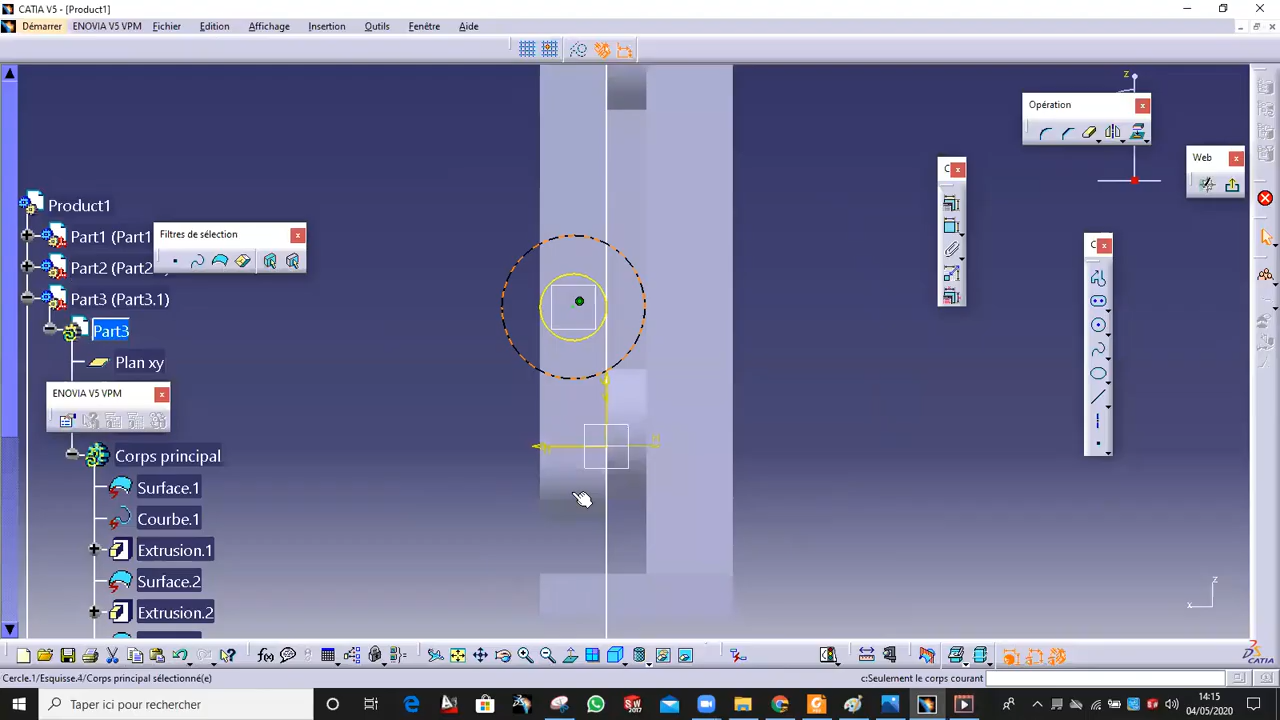 CATIA V5 - [Product1]
Démarrer ENOVIA V5 VPM Fichier Edition Affichage Insertion Outils Fenêtre Aide
z
Opération
Web
C...
C...
Product1
Filtres de sélection
Part1 (Part1
Part2 (Part2
Part3 (Part3.1)
Part3
Plan xy
ENOVIA V5 VPM
Corps principal
Surface.1
Courbe.1
Extrusion.1
Surface.2
Extrusion.2
z
x
f(x)
CATIA
Cercle.1/Esquisse.4/Corps principal sélectionné(e)
c:Seulement le corps courant
Taper ici pour rechercher
14:15
04/05/2020